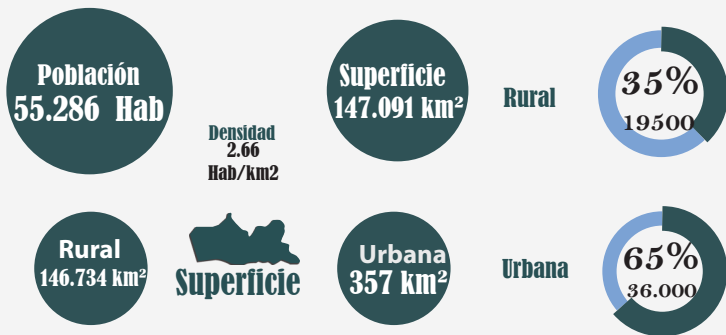 Población
55.286 Hab
Densidad
2.66
Hab/km2
Superficie
147.091 km²
Rural
35%
19500
Rural
146.734 km²
Superficie
Urbana
357 km²
Urbana
65%
36.000